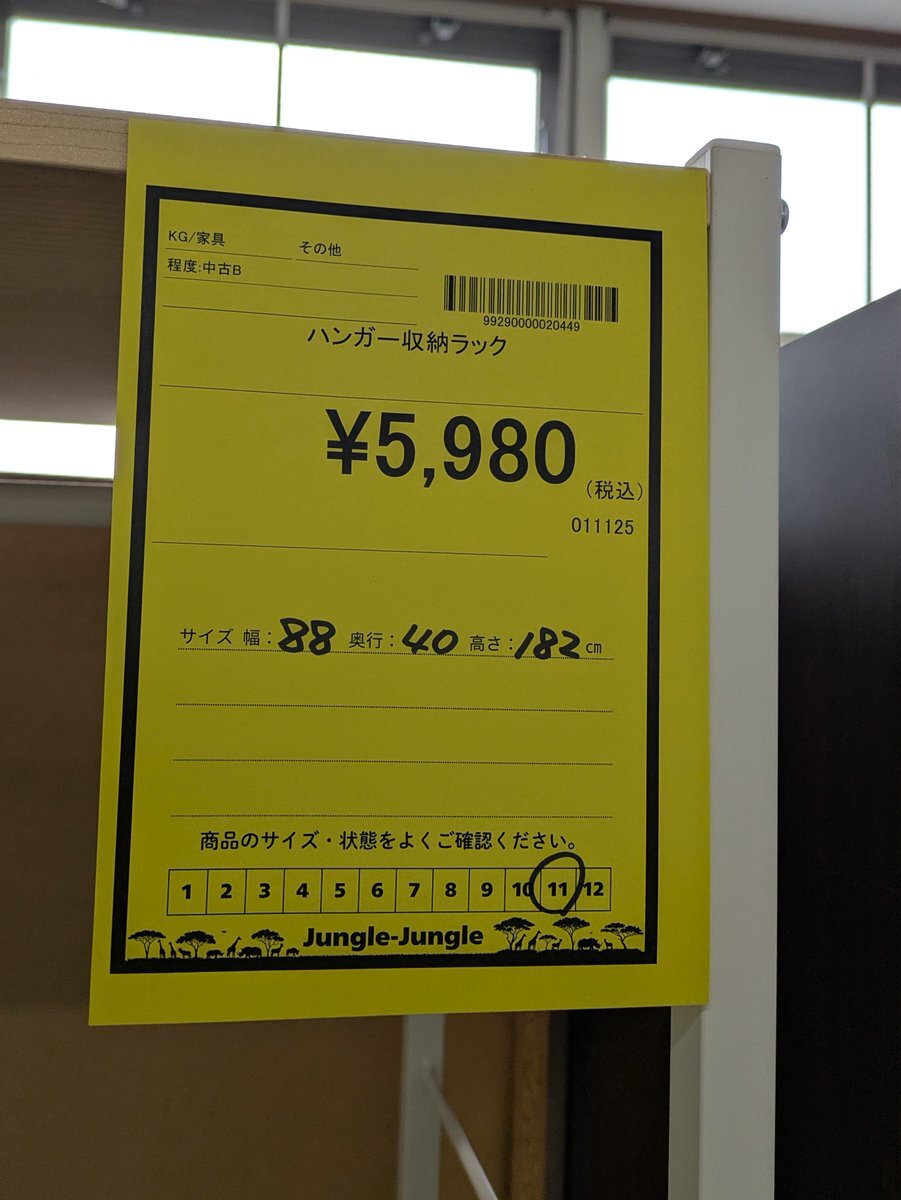 KG/家具 その他
程度:中古B
99290000020449
ハンガー収納ラック
¥5,980
(税込)
011125
サイズ 幅:88 奥行:40 高さ:182cm
商品のサイズ・状態をよくご確認ください。
1 2 3 4 5 6 7 8 9 10 11 12
Jungle-Jungle